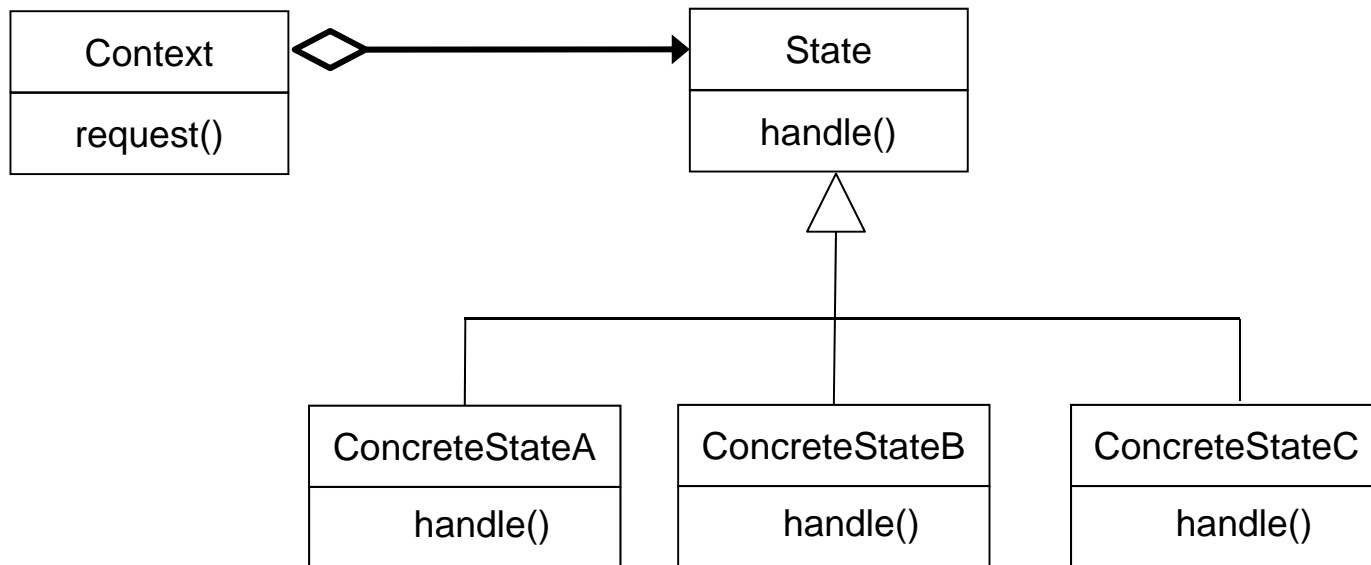 Context
request()
State
handle()
ConcreteStateA
handle()
ConcreteStateB
handle()
ConcreteStateC
handle()